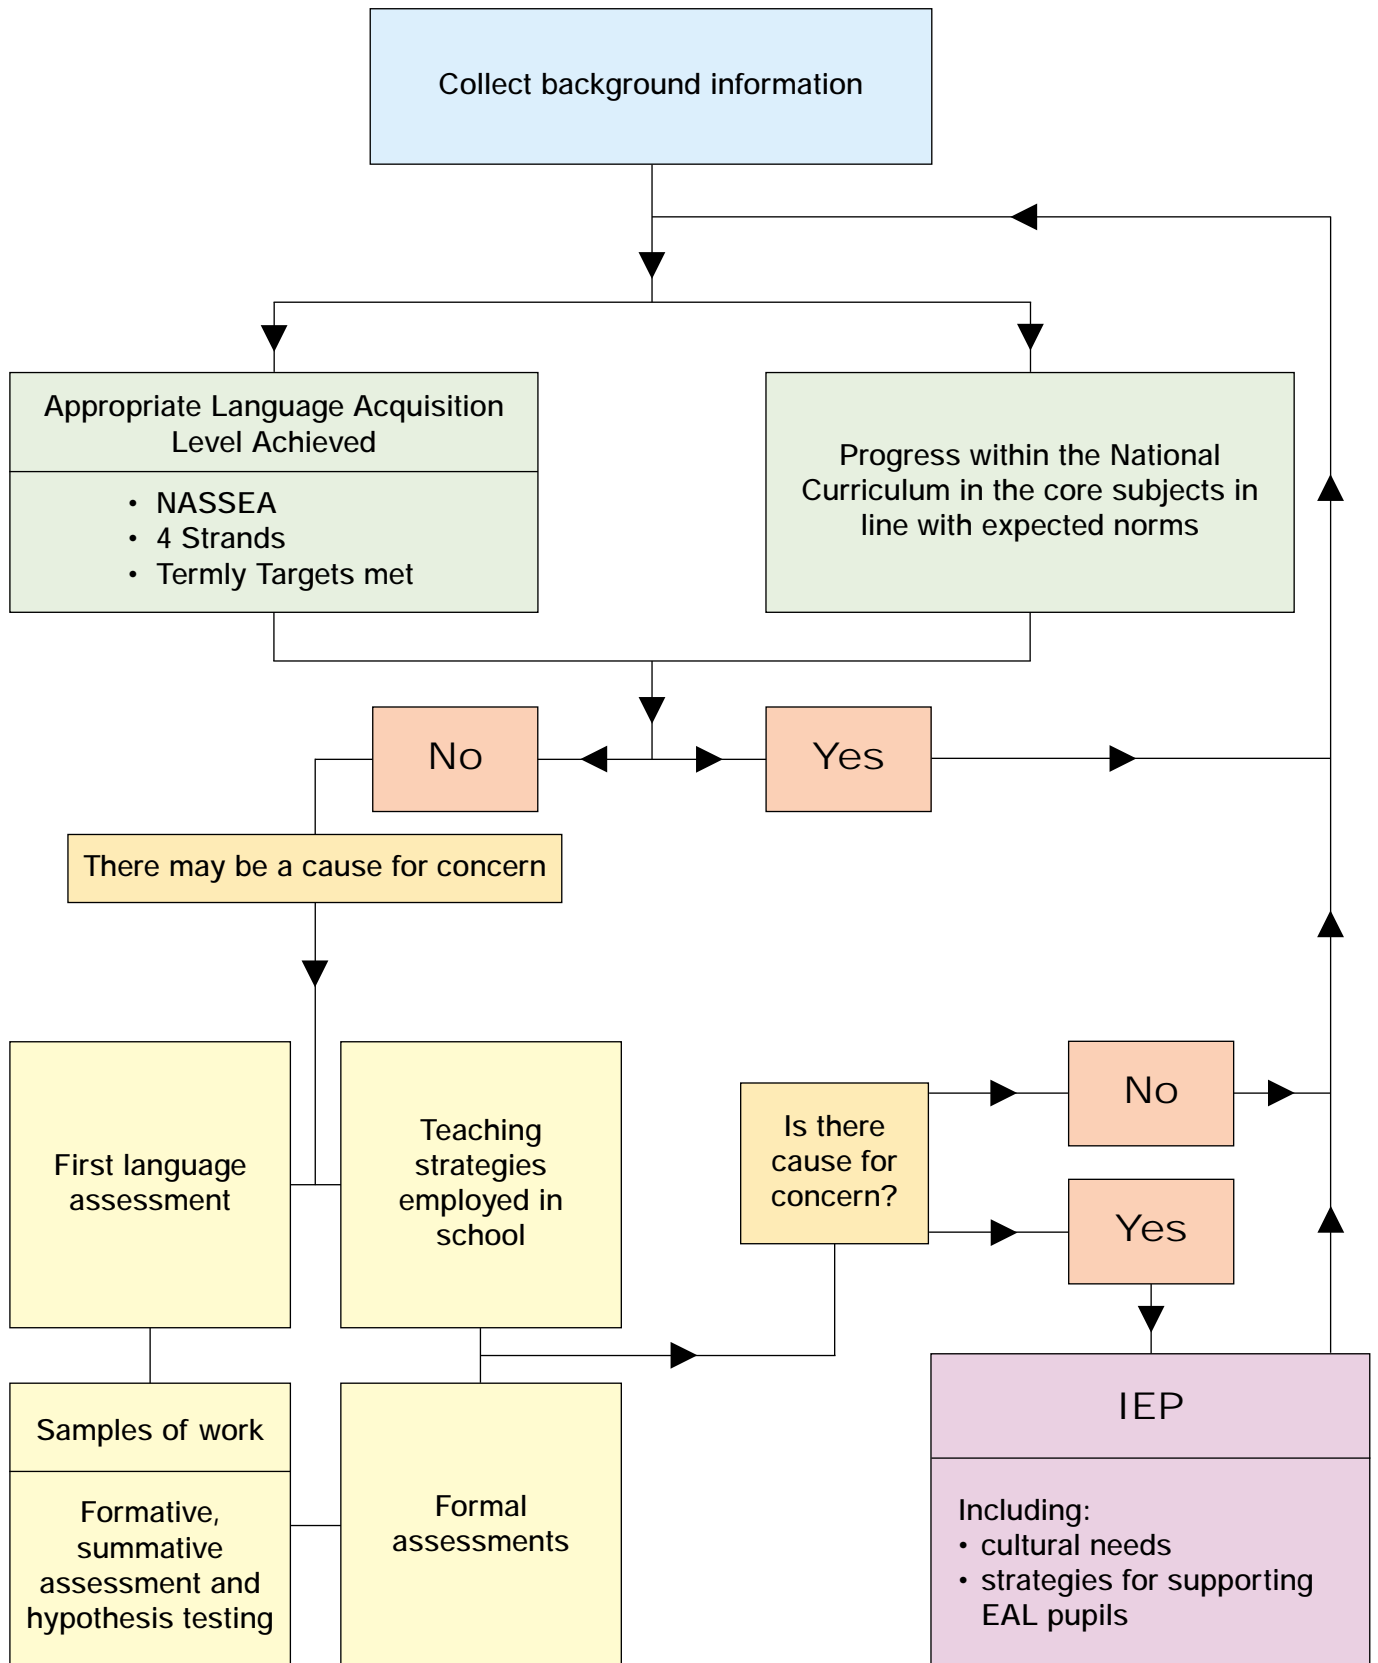 Collect background information
Appropriate Language Acquisition
Level Achieved
• NASSEA
• 4 Strands
• Termly Targets met
Progress within the National
Curriculum in the core subjects in
line with expected norms
No
Yes
There may be a cause for concern
First language
assessment
Teaching
strategies
employed in
school
Is there
cause for
concern?
No
Yes
Samples of work
Formative,
summative
assessment and
hypothesis testing
Formal
assessments
IEP
Including:
• cultural needs
• strategies for supporting
EAL pupils